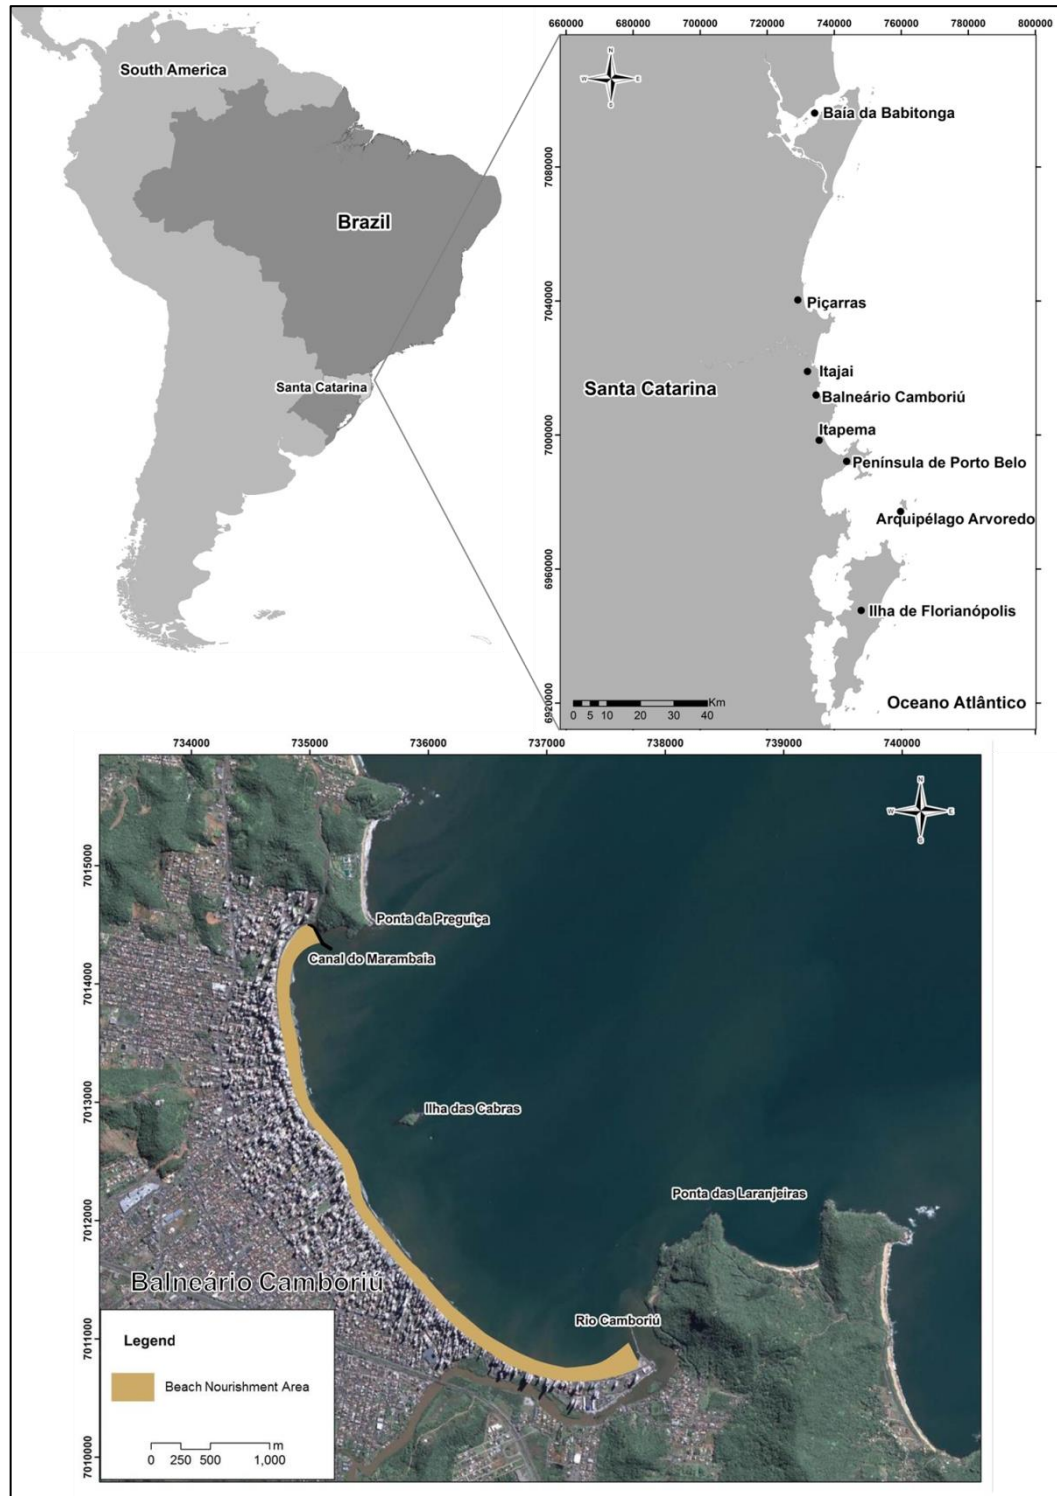 South America
Brazil
Santa Catarina
660000 680000 700000 720000 740000 760000 780000 800000
N
W E
S
7080000
7040000
7000000
6960000
6920000
Baía da Babitonga
Piçarras
Itajai
Santa Catarina
Balneário Camboriú
Itapema
Península de Porto Belo
Arquipélago Arvoredo
Ilha de Florianópolis
Oceano Atlântico
Km
0 5 10 20 30 40
734000 735000 736000 737000 738000 739000 740000
N
W E
S
7015000
7014000
7013000
7012000
7011000
7010000
Ponta da Preguiça
Canal do Marambaia
Ilha das Cabras
Ponta das Laranjeiras
Balneário Camboriú
Rio Camboriú
Legend
Beach Nourishment Area
m
0 250 500 1,000